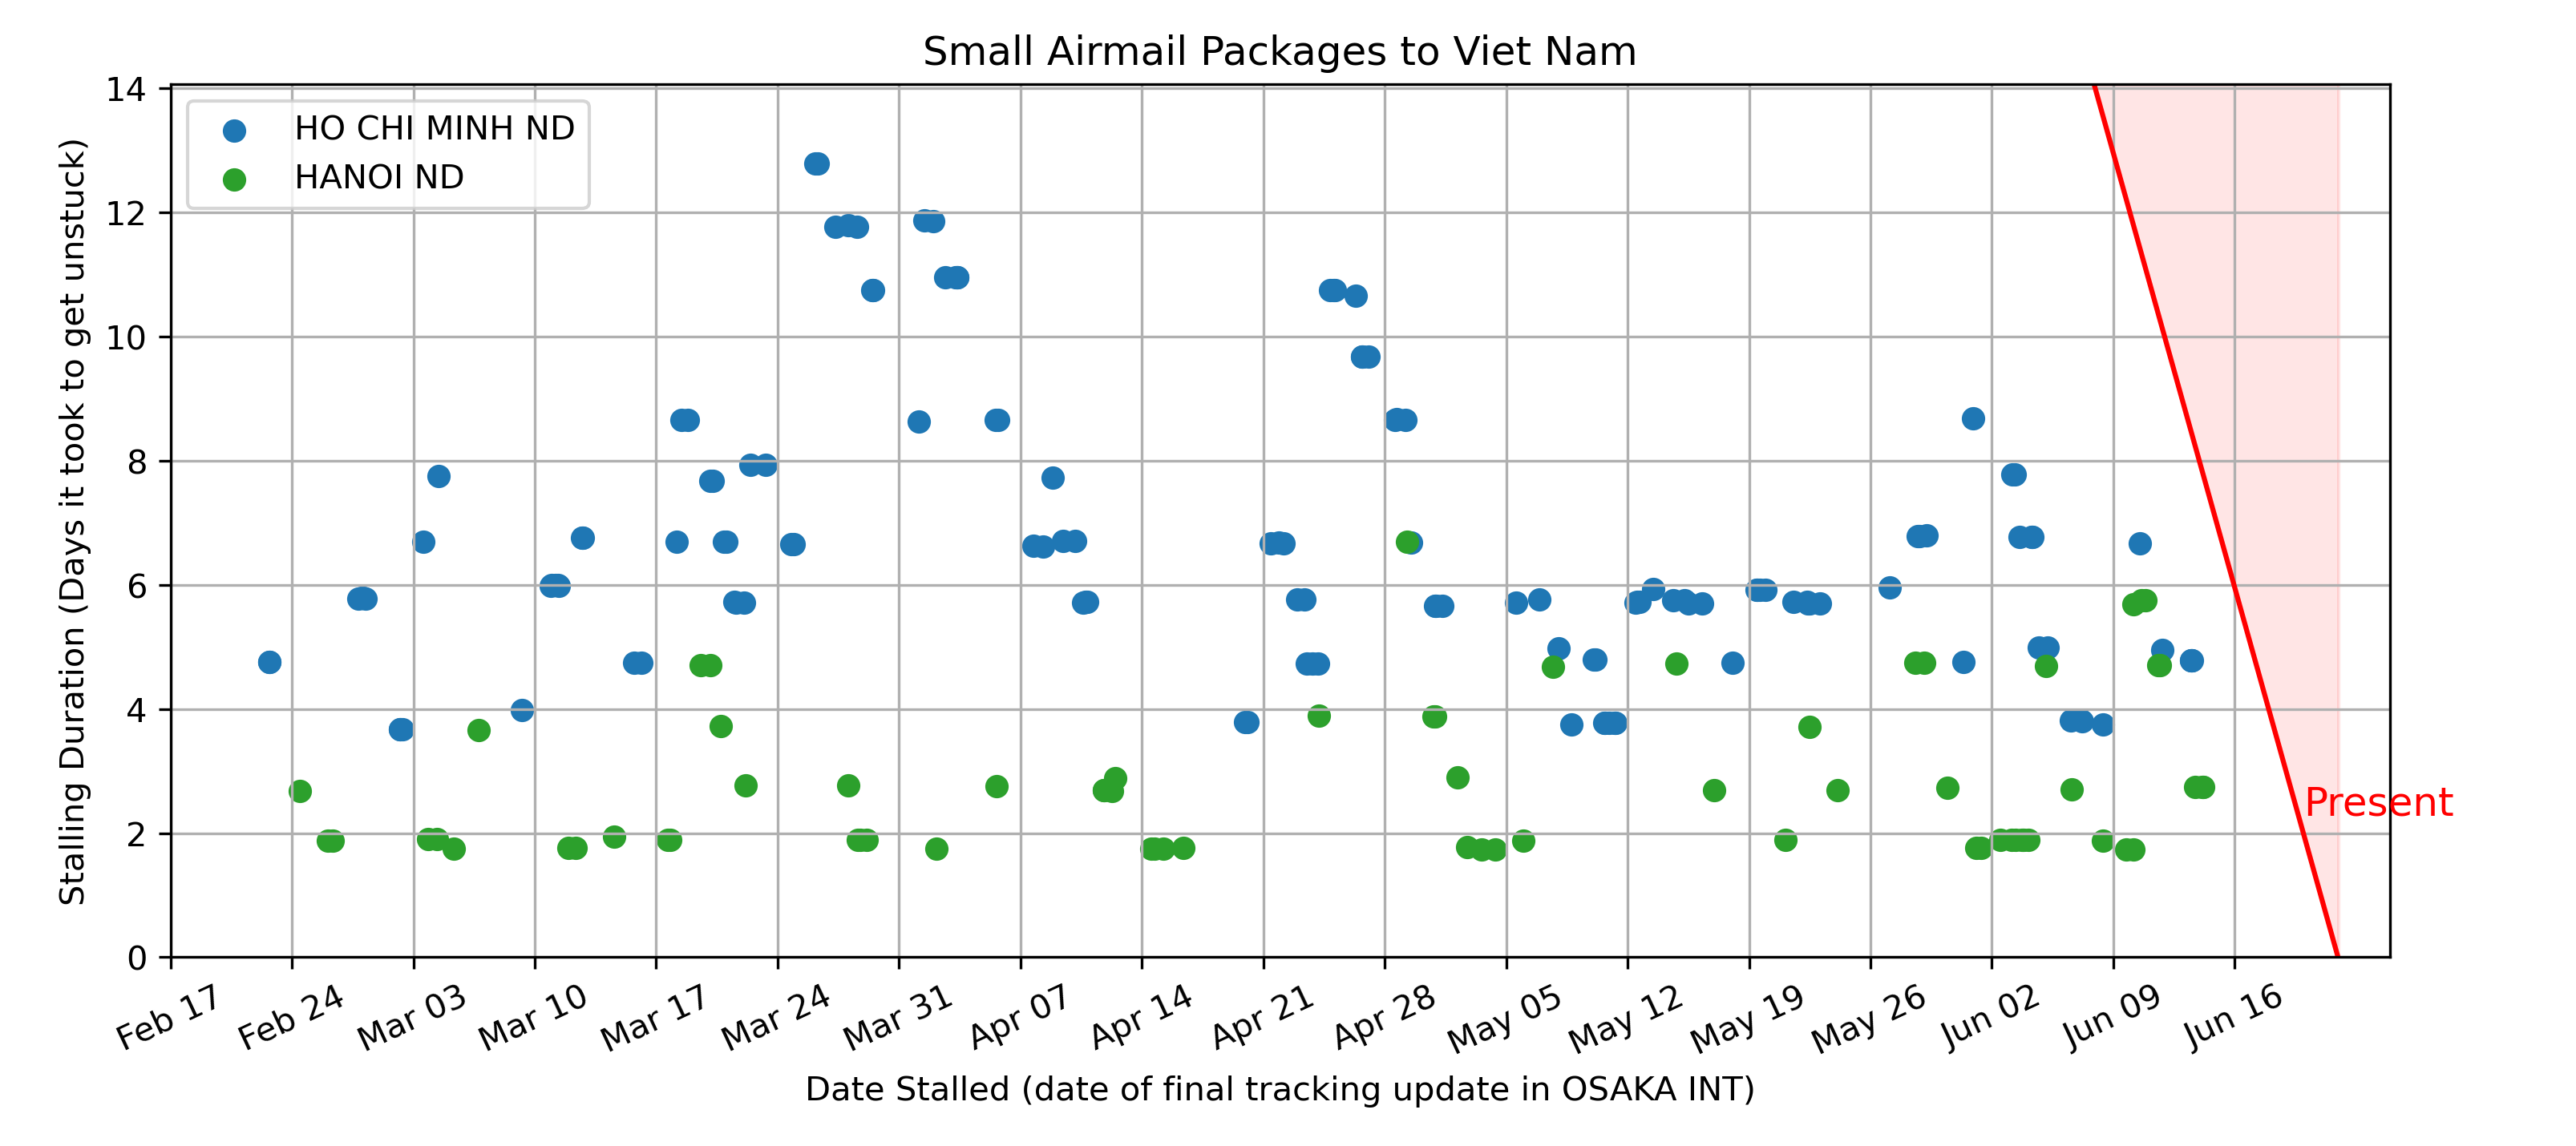 Small Airmail Packages to Viet Nam
Stalling Duration (Days it took to get unstuck)
14
12
10
8
6
4
2
0
HO CHI MINH ND
HANOI ND
Present
Feb 17
Feb 24
Mar 03
Mar 10
Mar 17
Mar 24
Mar 31
Apr 07
Apr 14
Apr 21
Apr 28
May 05
May 12
May 19
May 26
Jun 02
Jun 09
Jun 16
Date Stalled (date of final tracking update in OSAKA INT)